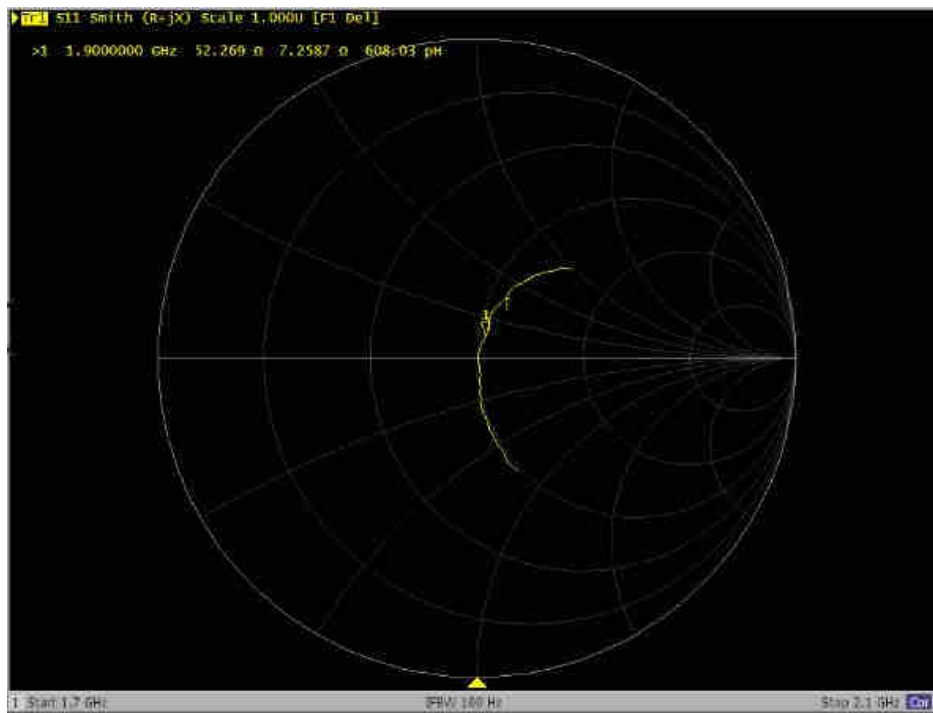 Tr1 S11 Smith (R+jX) Scale 1.000U [F1 Del]
>1 1.9000000 GHz 52.269 Ω 7.2587 Ω 608.03 pH
1
1 Start 1.7 GHz IFBW 100 Hz Stop 2.1 GHz Cor